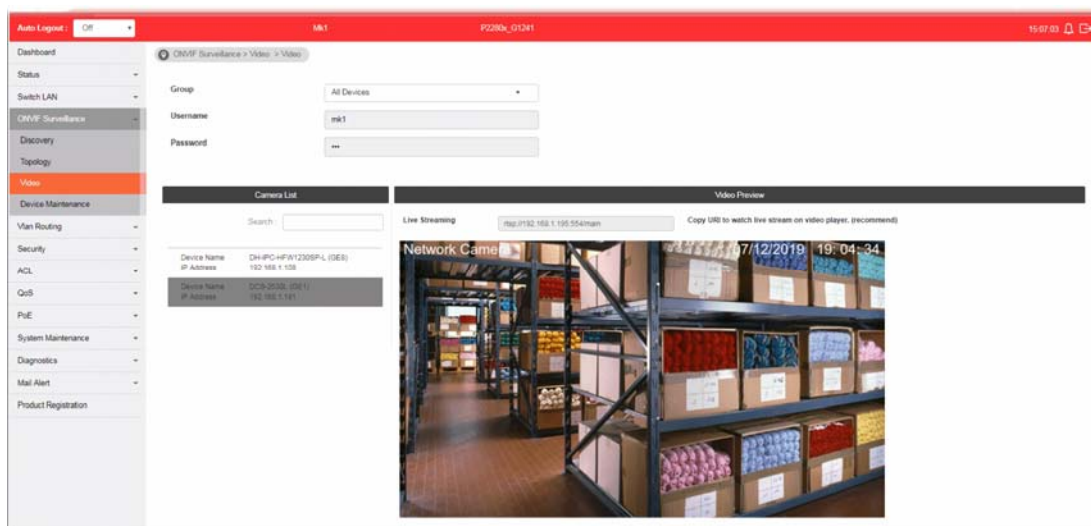 Auto Logout : Off Mk1 P2280x_G1241 15:07:03
Dashboard
Status
Switch LAN
ONVIF Surveillance
Discovery
Topology
Video
Device Maintenance
Vlan Routing
Security
ACL
QoS
PoE
System Maintenance
Diagnostics
Mail Alert
Product Registration
ONVIF Surveillance > Video > Video
Group All Devices
Username mk1
Password •••
Camera List
Search :
Device Name DH-IPC-HFW1230SP-L (GE8)
IP Address 192.168.1.108
Device Name
IP Address 192.168.1.141
Video Preview
Live Streaming rtsp://192.168.1.195:554/main Copy URI to watch live stream on video player. (recommend)
Network Camera 07/12/2019 19: 04: 34